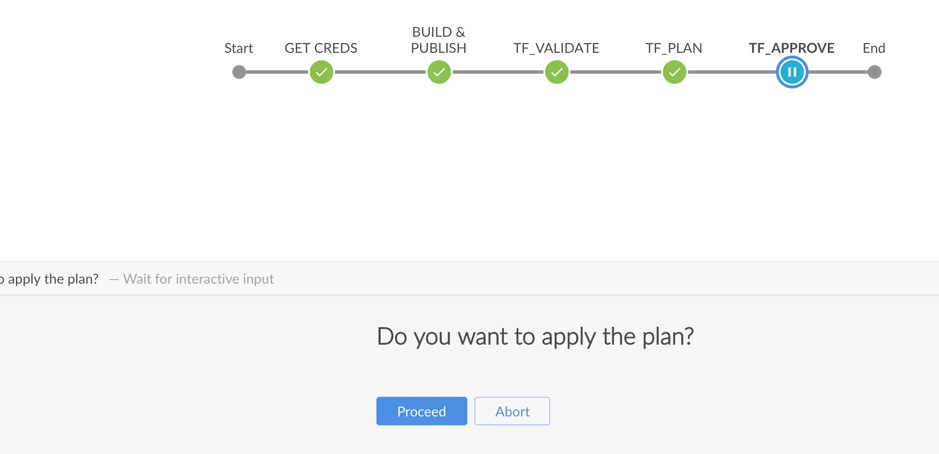 Start
GET CREDS
BUILD &
PUBLISH
TF_VALIDATE
TF_PLAN
TF_APPROVE
End
apply the plan? — Wait for interactive input
Do you want to apply the plan?
Proceed
Abort